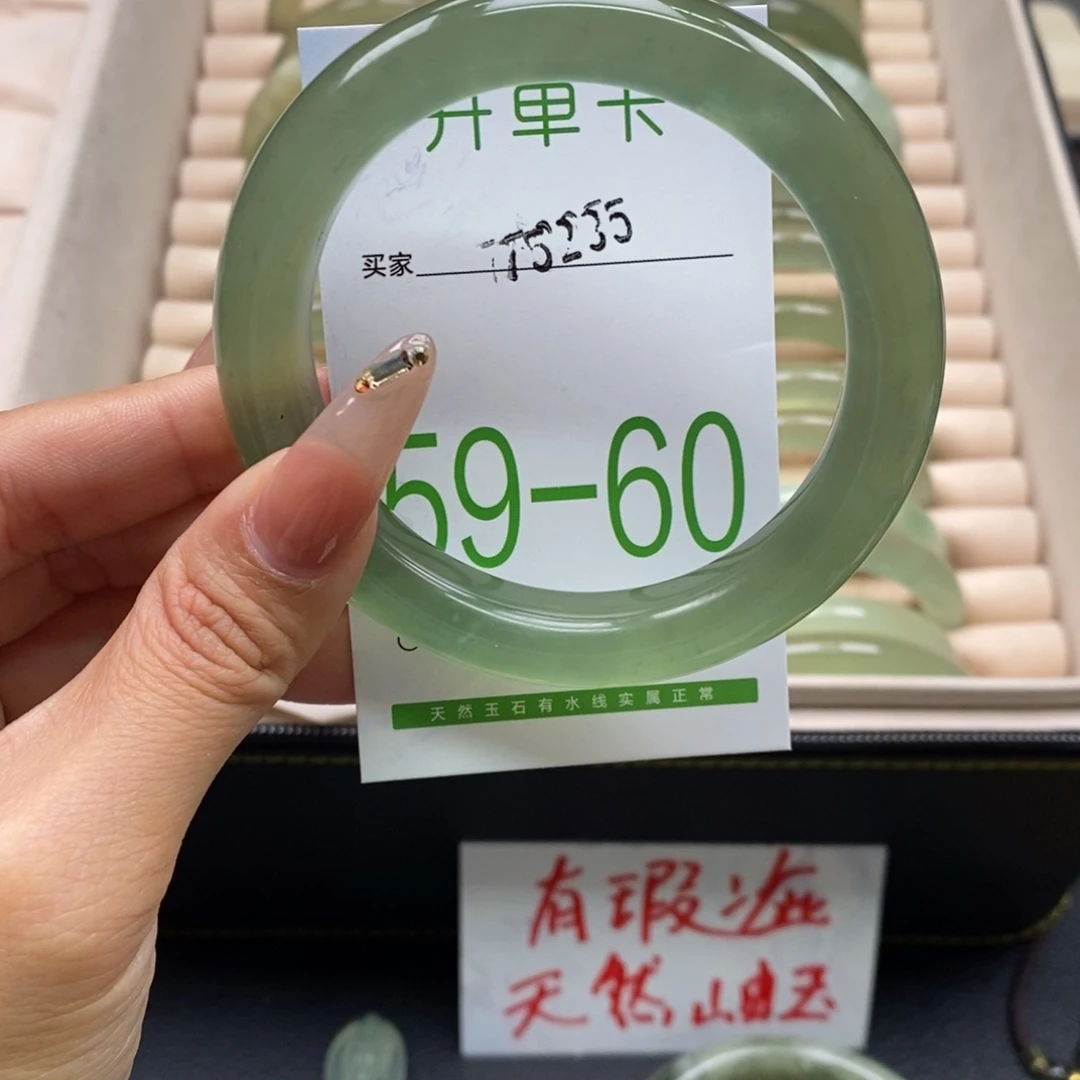 开单卡
买家 T5235
59-60
天然玉石有水线实属正常
有瑕疵
天然岫玉